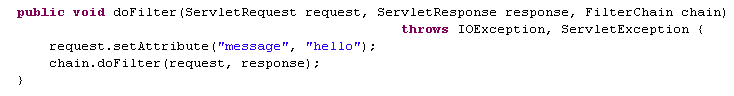 public void doFilter(ServletRequest request, ServletResponse response, FilterChain chain)
throws IOException, ServletException {
request.setAttribute("message", "hello");
chain.doFilter(request, response);
}